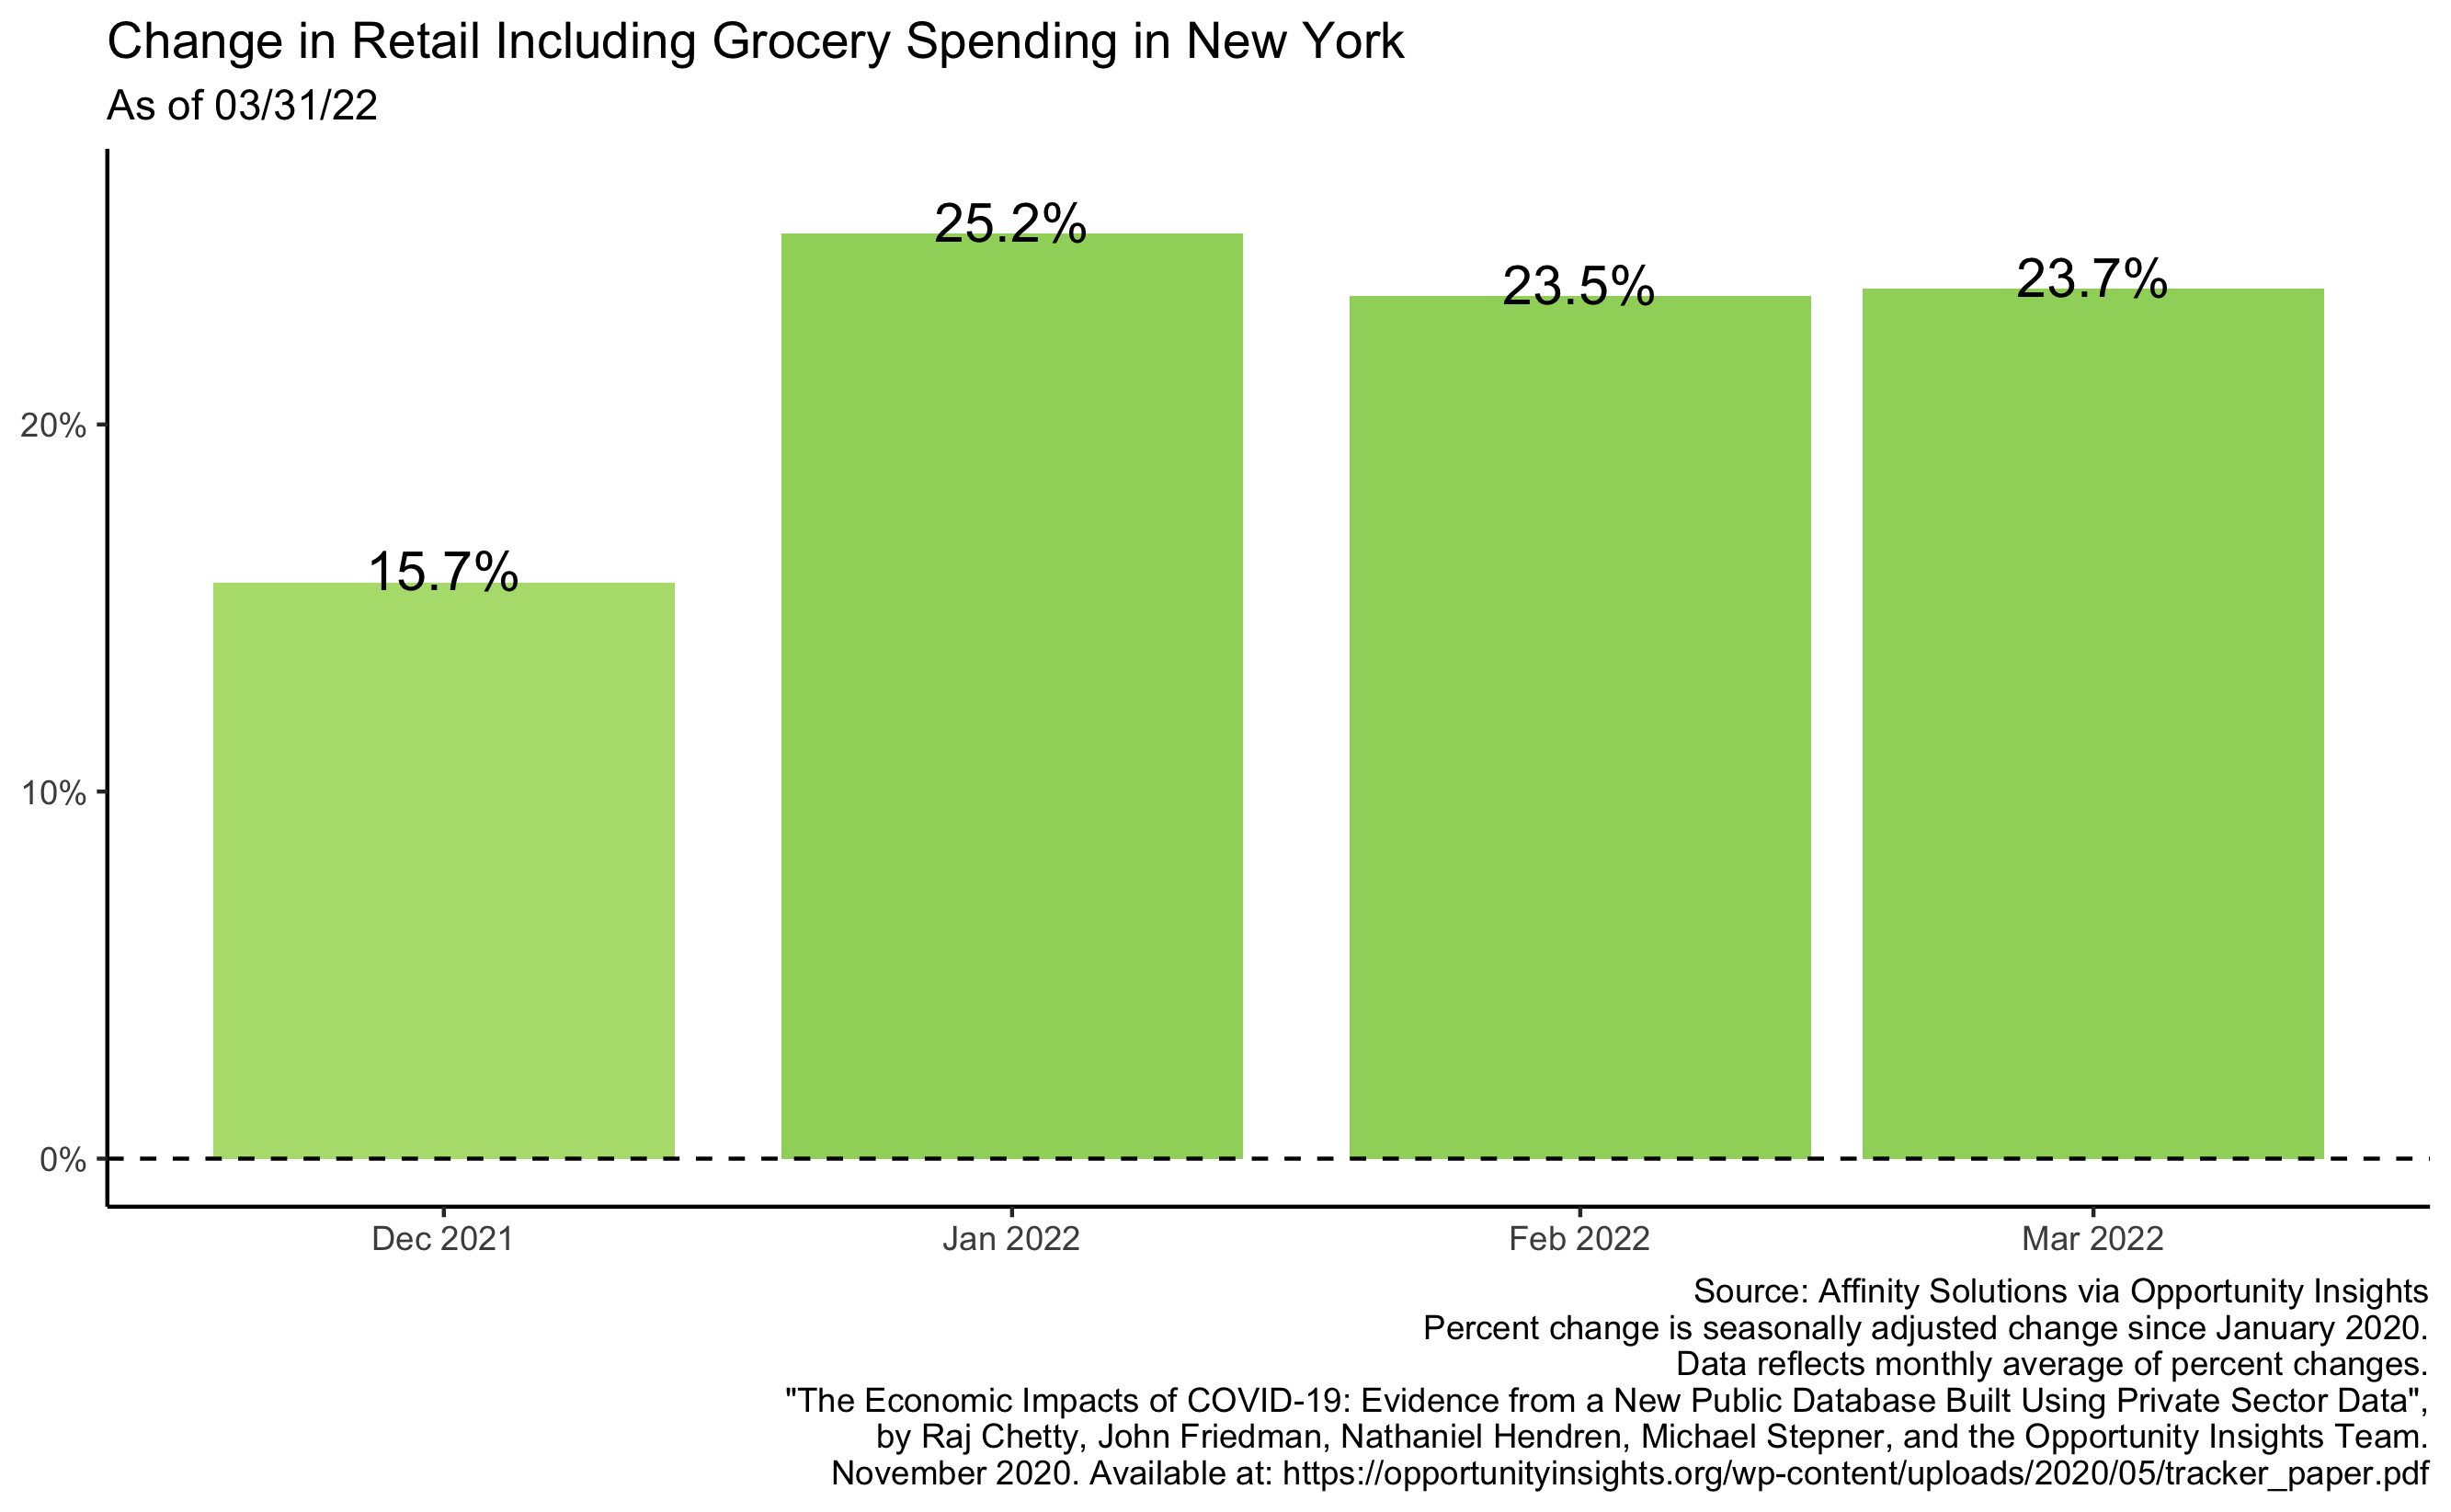 Change in Retail Including Grocery Spending in New York
As of 03/31/22
25.2%
23.5%
23.7%
15.7%
20%
10%
0%
Dec 2021
Jan 2022
Feb 2022
Mar 2022
Source: Affinity Solutions via Opportunity Insights
Percent change is seasonally adjusted change since January 2020.
Data reflects monthly average of percent changes.
"The Economic Impacts of COVID-19: Evidence from a New Public Database Built Using Private Sector Data",
by Raj Chetty, John Friedman, Nathaniel Hendren, Michael Stepner, and the Opportunity Insights Team.
November 2020. Available at: https://opportunityinsights.org/wp-content/uploads/2020/05/tracker_paper.pdf